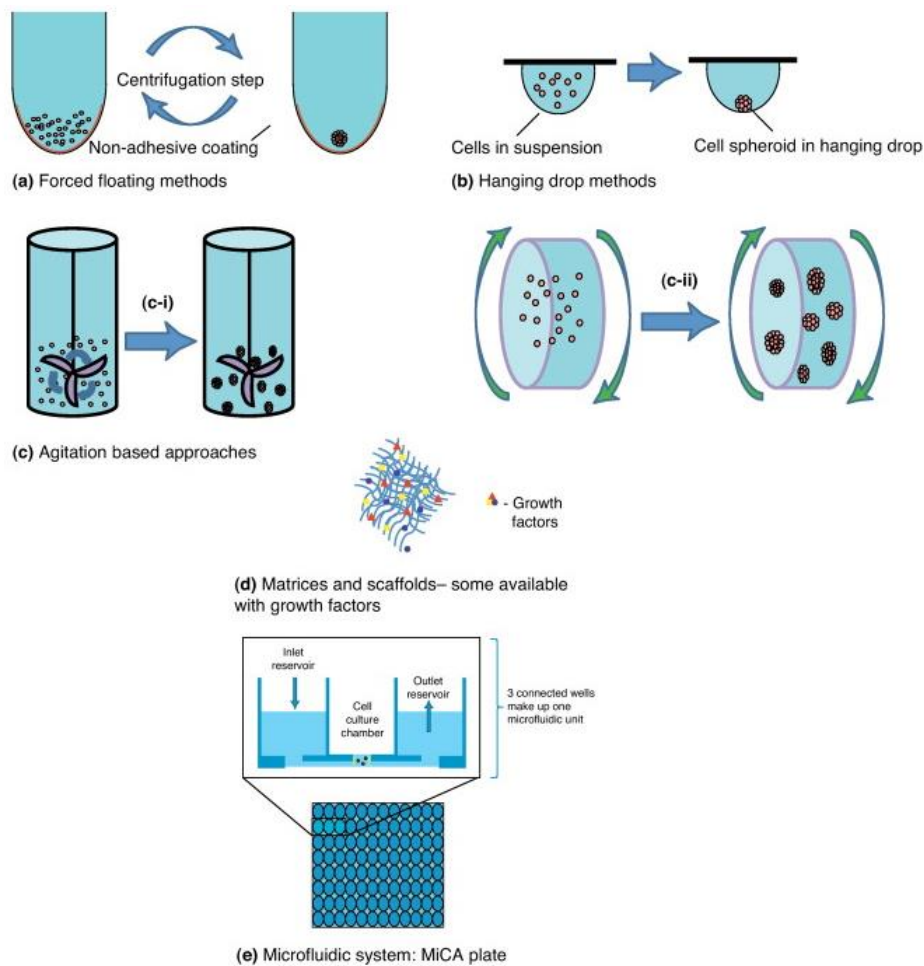 Centrifugation step
Non-adhesive coating
(a) Forced floating methods
Cells in suspension
Cell spheroid in hanging drop
(b) Hanging drop methods
(c-i)
(c-ii)
(c) Agitation based approaches
- Growth
factors
(d) Matrices and scaffolds– some available
with growth factors
Inlet
reservoir
Outlet
reservoir
Cell
culture
chamber
3 connected wells
make up one
microfluidic unit
(e) Microfluidic system: MiCA plate